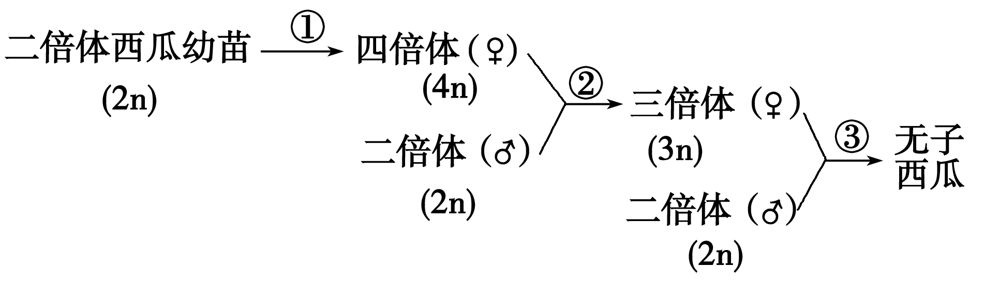 二倍体西瓜幼苗
(2n)
①
四倍体(♀)
(4n)
二倍体(♂)
(2n)
②
三倍体(♀)
(3n)
二倍体(♂)
(2n)
③
无子
西瓜